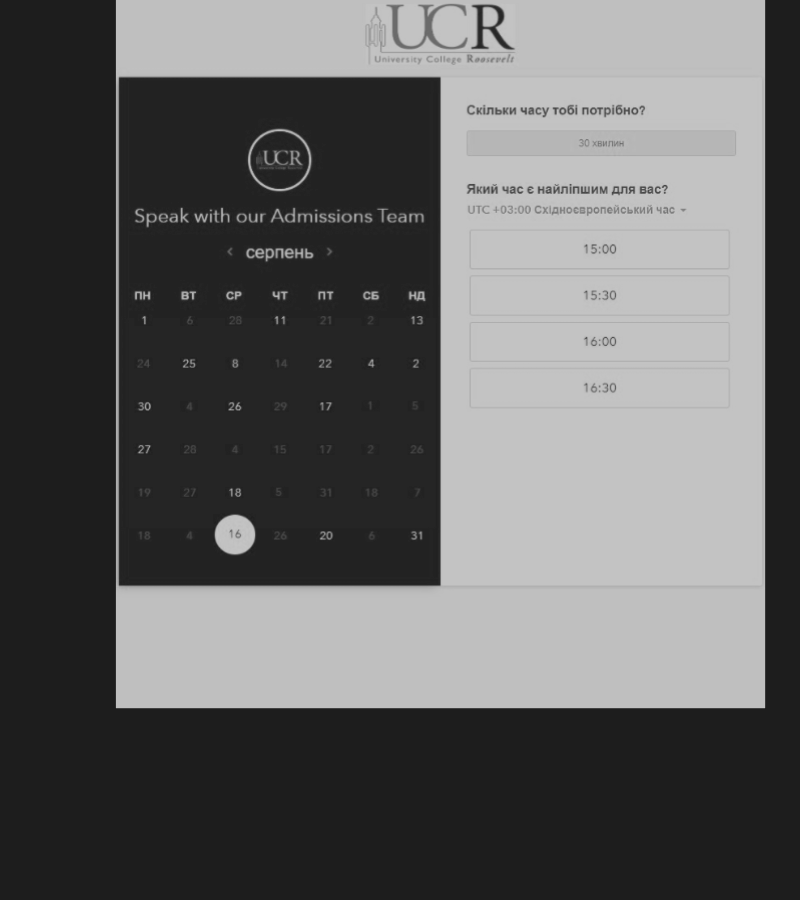 UCR
University College Roosevelt
UCR
Speak with our Admissions Team
серпень
ПН ВТ СР ЧТ ПТ СБ НД
1 6 28 11 21 2 13
24 25 8 14 22 4 2
30 4 26 29 17 1 5
27 28 4 15 17 2 26
19 27 18 5 31 18 7
18 4 16 26 20 6 31
Скільки часу тобі потрібно?
30 хвилин
Який час є найліпшим для вас?
UTC +03:00 Східноєвропейський час
15:00
15:30
16:00
16:30